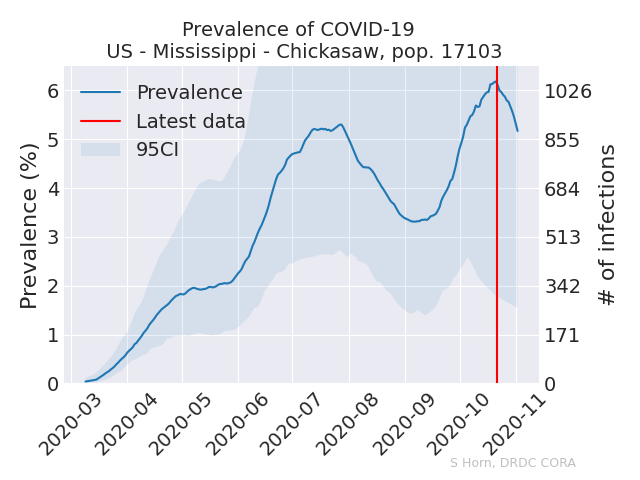 Prevalence of COVID-19
US - Mississippi - Chickasaw, pop. 17103
Prevalence
Latest data
95CI
Prevalence (%)
6
5
4
3
2
1
0
1026
855
684
513
342
171
0
# of infections
2020-03
2020-04
2020-05
2020-06
2020-07
2020-08
2020-09
2020-10
2020-11
S Horn, DRDC CORA